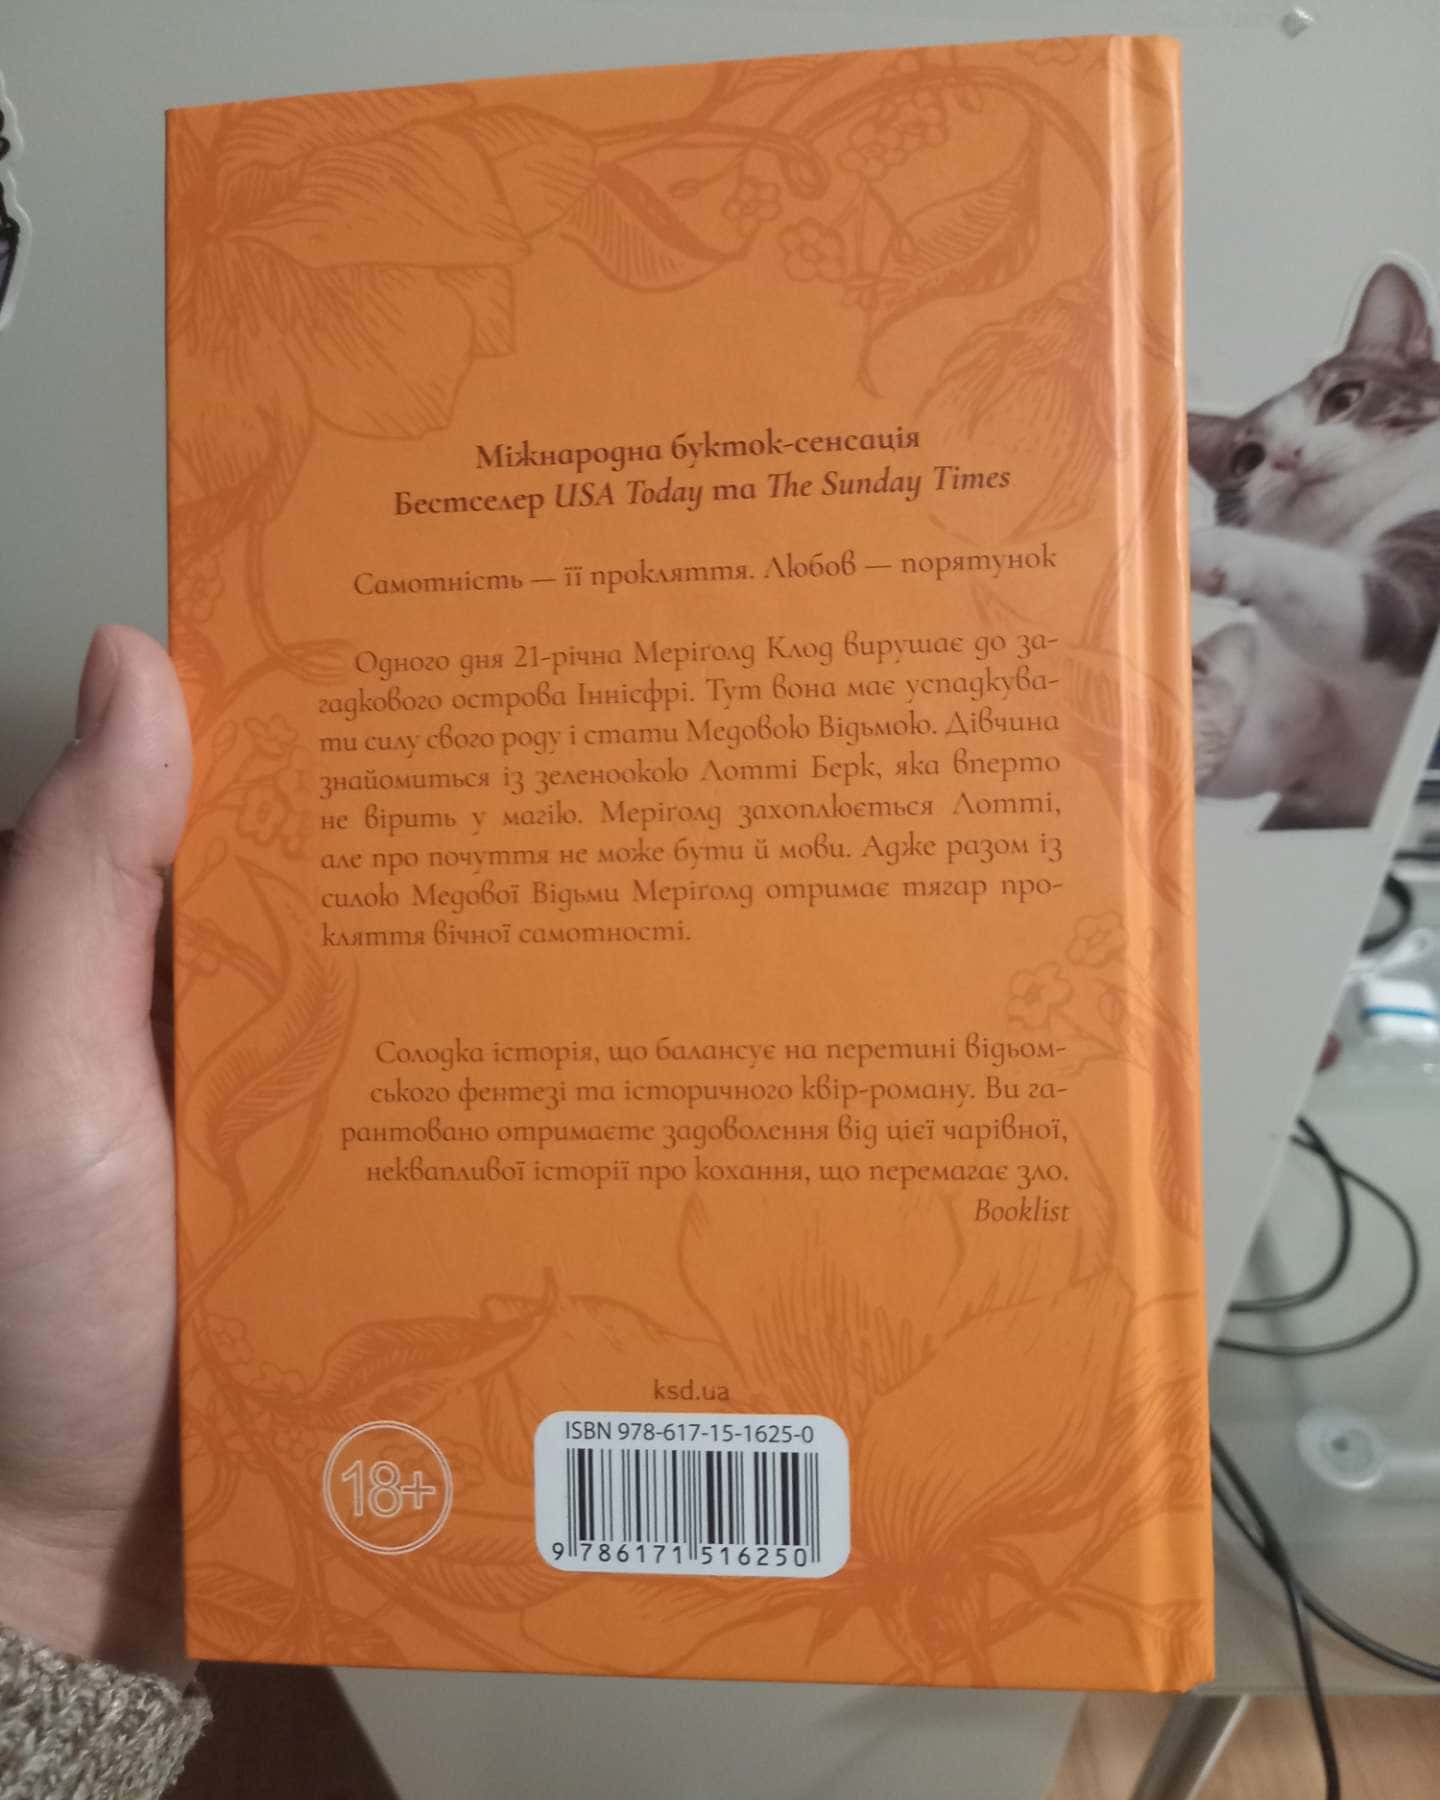 Міжнародна букток-сенсація
Бестселер USA Today та The Sunday Times
Самотність — її прокляття. Любов — порятунок
Одного дня 21-річна Меріґолд Клод вирушає до за-
гадкового острова Іннісфрі. Тут вона має успадкува-
ти силу свого роду і стати Медовою Відьмою. Дівчина
знайомиться із зеленоокою Лотті Берк, яка вперто
не вірить у магію. Меріґолд захоплюється Лотті,
але про почуття не може бути й мови. Адже разом із
силою Медової Відьми Меріґолд отримає тягар про-
кляття вічної самотності.
Солодка історія, що балансує на перетині відьом-
ського фентезі та історичного квір-роману. Ви га-
рантовано отримаєте задоволення від цієї чарівної,
неквапливої історії про кохання, що перемагає зло.
Booklist
ksd.ua
18+
ISBN 978-617-15-1625-0
9 786171 516250